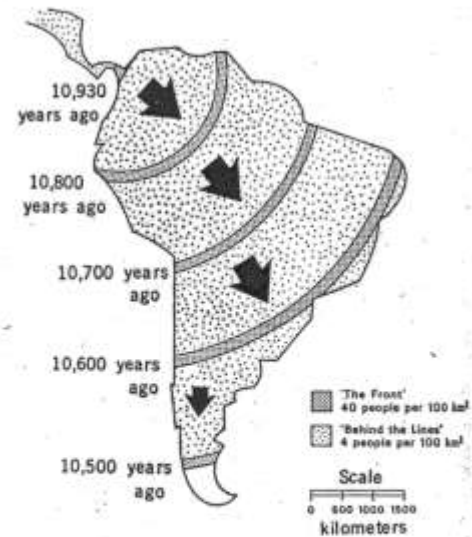 10,930
years ago
10,800
years ago
10,700 years
ago
10,600 years
ago
10,500 years
ago
'The Front'
40 people per 100 km²
'Behind the Lines'
4 people per 100 km²
Scale
0 500 1000 1500
kilometers